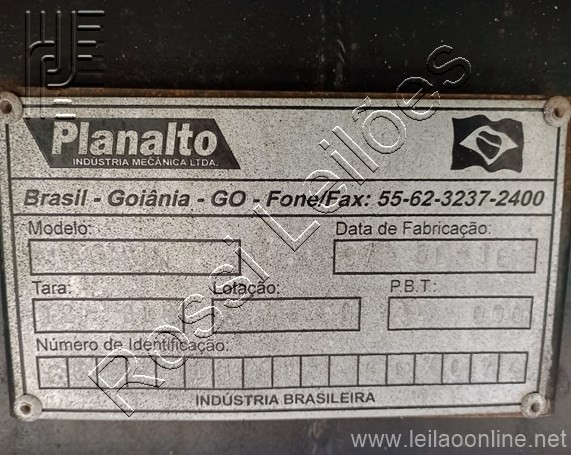 Planalto
INDÚSTRIA MECÂNICA LTDA.
Brasil - Goiânia - GO - Fone/Fax: 55-62-3237-2400
Modelo: Data de Fabricação:
Tara: Lotação: P.B.T.:
Número de Identificação:
INDÚSTRIA BRASILEIRA
Rossi Leilões
www.leilaoonline.net